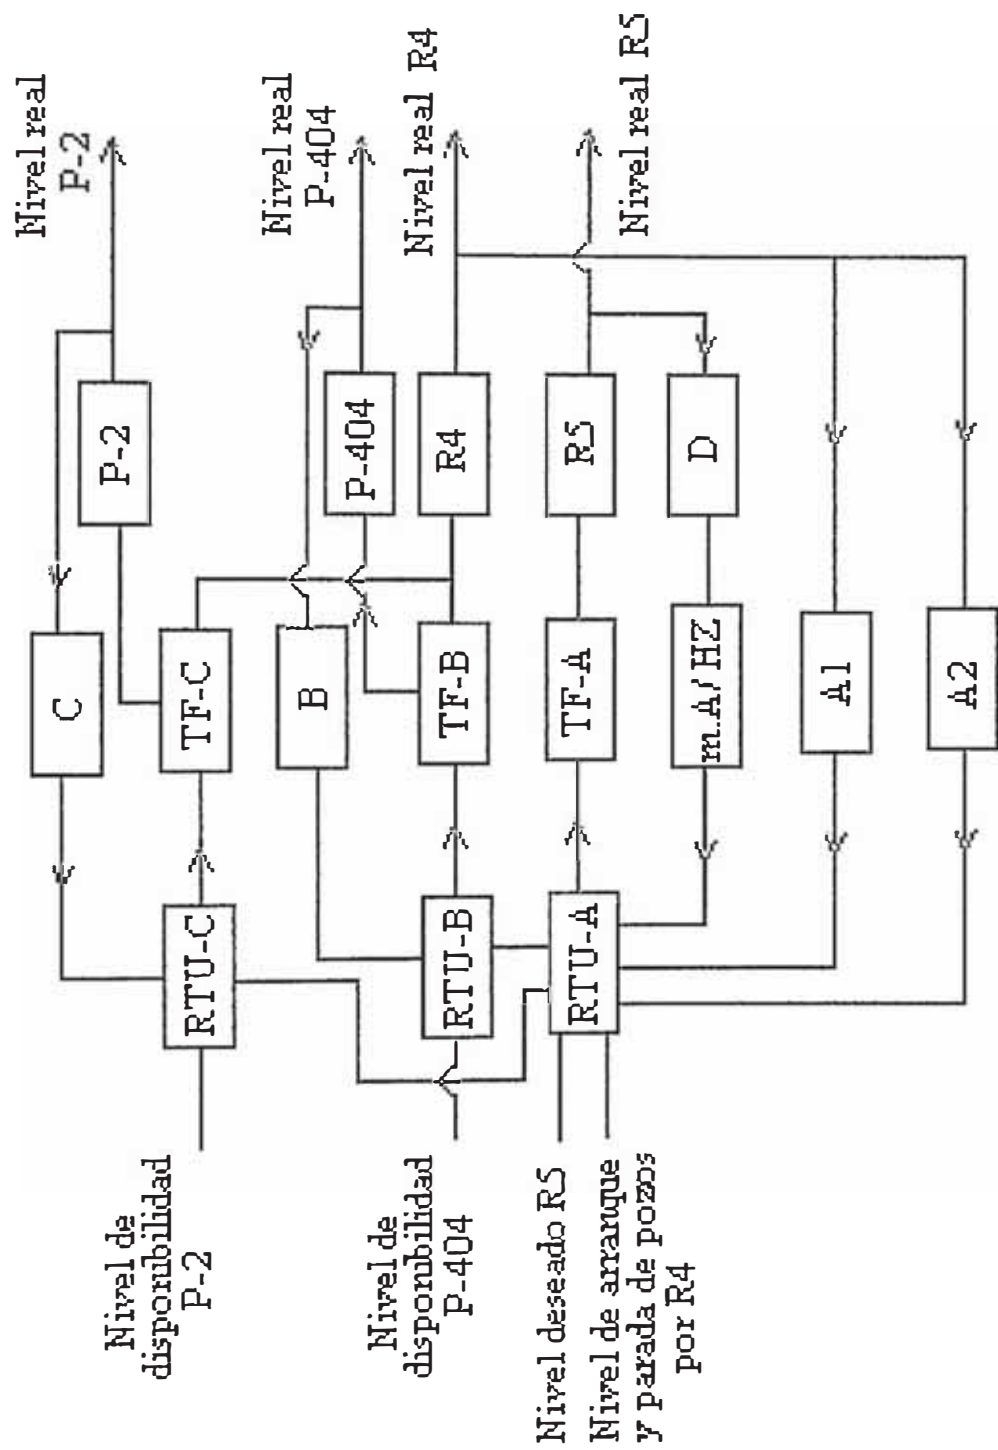 Nivel de
disponibilidad
P-2
RTU-C
C
TF-C
P-2
Nivel real
P-2
Nivel de
disponibilidad
P-404
RTU-B
B
TF-B
P-404
R4
Nivel real
P-404
Nivel real R4
Nivel deseado R5
Nivel de arranque
y parada de pozos
por R4
RTU-A
TF-A
R5
Nivel real R5
m.A/HZ
D
A1
A2